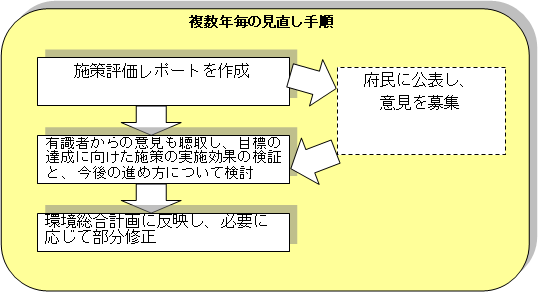 複数年毎の見直し手順
施策評価レポートを作成
府民に公表し、
意見を募集
有識者からの意見も聴取し、目標の
達成に向けた施策の実施効果の検証
と、今後の進め方について検討
環境総合計画に反映し、必要に
応じて部分修正